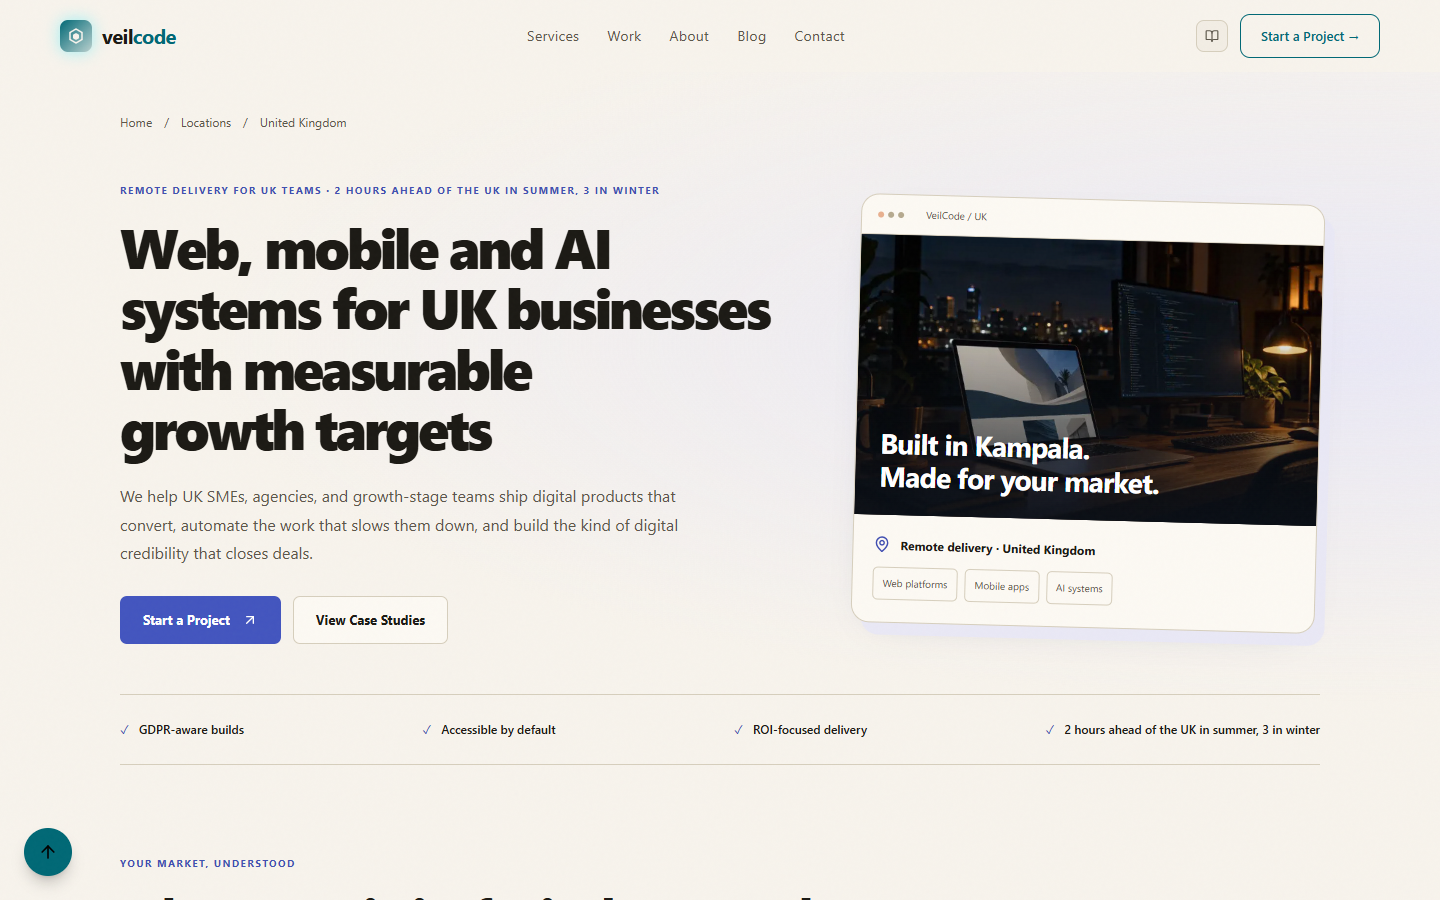 veilcode
Services
Work
About
Blog
Contact
Start a Project →
Home / Locations / United Kingdom
REMOTE DELIVERY FOR UK TEAMS · 2 HOURS AHEAD OF THE UK IN SUMMER, 3 IN WINTER
Web, mobile and AI
systems for UK businesses
with measurable
growth targets
We help UK SMEs, agencies, and growth-stage teams ship digital products that
convert, automate the work that slows them down, and build the kind of digital
credibility that closes deals.
Start a Project
View Case Studies
VeilCode / UK
Built in Kampala.
Made for your market.
Remote delivery · United Kingdom
Web platforms
Mobile apps
AI systems
✓ GDPR-aware builds
✓ Accessible by default
✓ ROI-focused delivery
✓ 2 hours ahead of the UK in summer, 3 in winter
YOUR MARKET, UNDERSTOOD